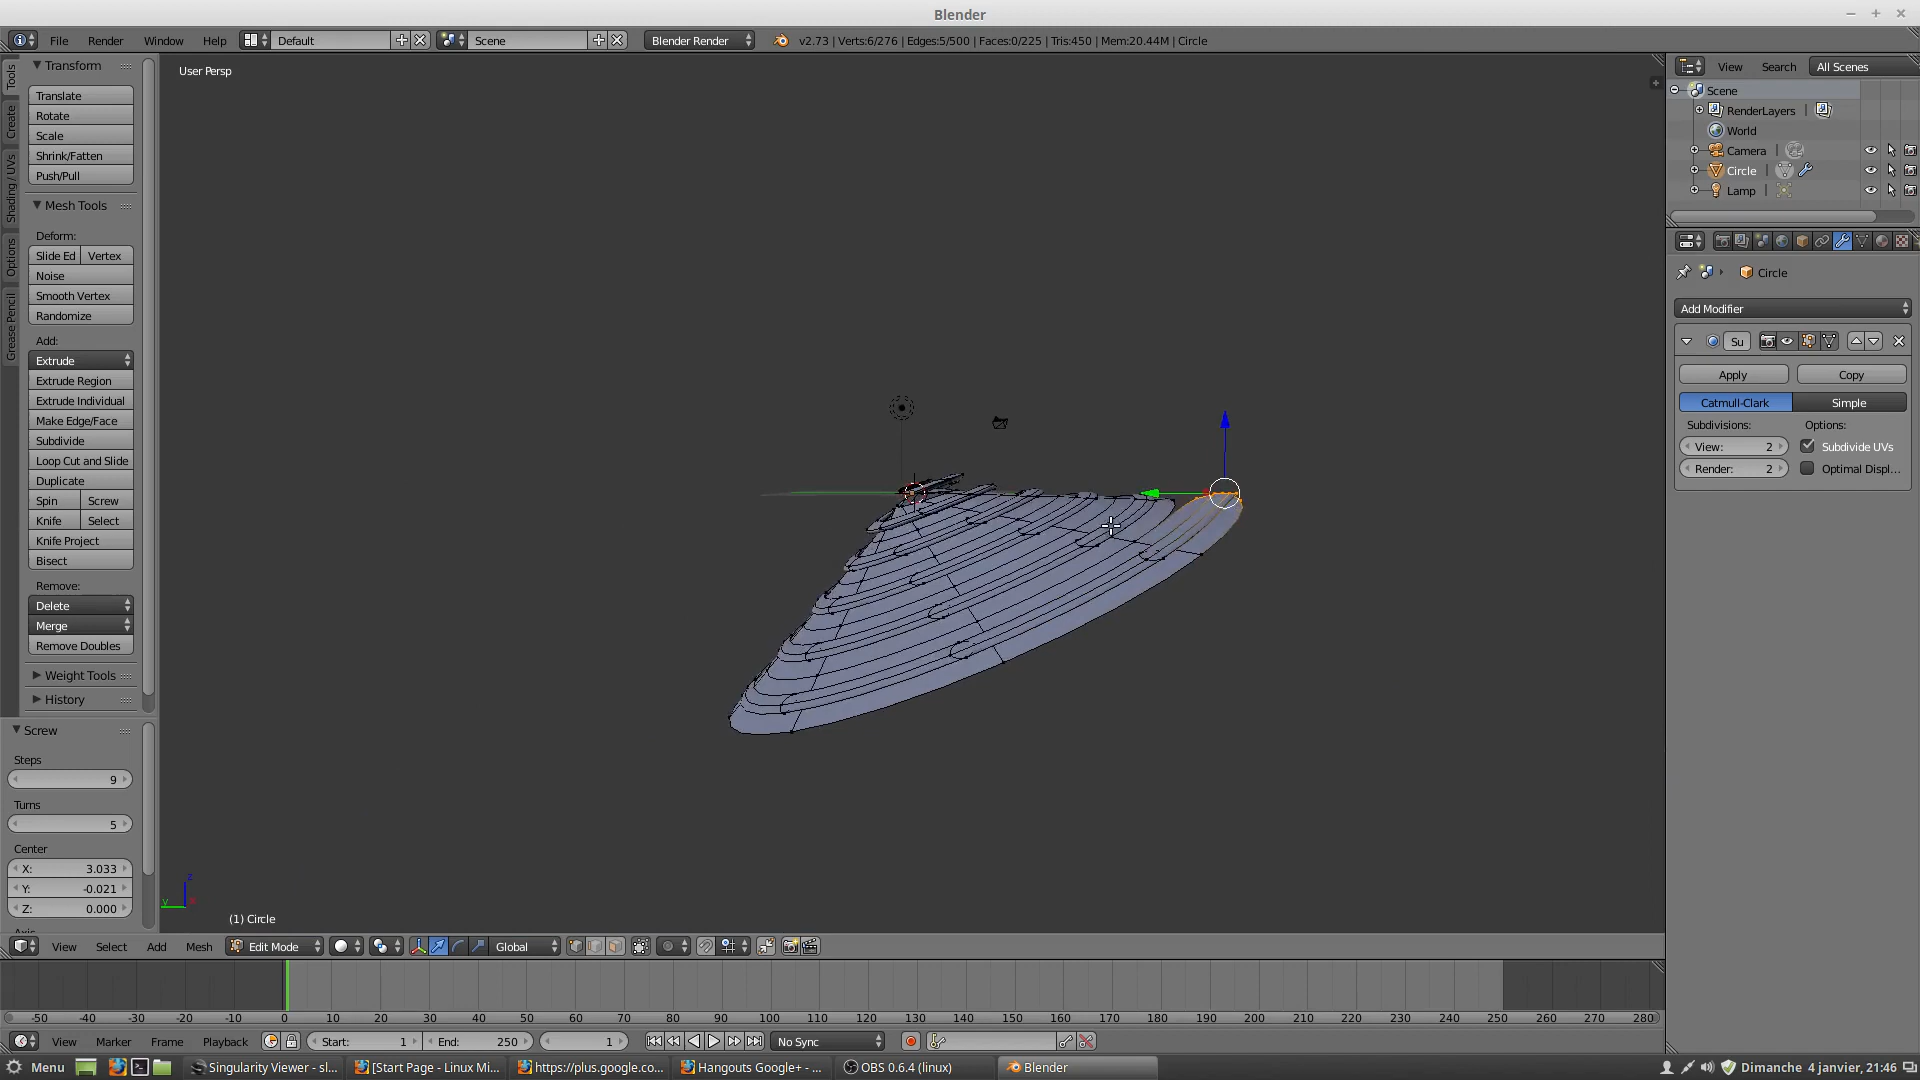 Blender
File Render Window Help Default Scene Blender Render v2.73 | Verts:6/276 | Edges:5/500 | Faces:0/225 | Tris:450 | Mem:20.44M | Circle
Tools
Create
Shading / UVs
Options
Grease Pencil
Transform
Translate
Rotate
Scale
Shrink/Fatten
Push/Pull
Mesh Tools
Deform:
Slide Ed Vertex
Noise
Smooth Vertex
Randomize
Add:
Extrude
Extrude Region
Extrude Individual
Make Edge/Face
Subdivide
Loop Cut and Slide
Duplicate
Spin Screw
Knife Select
Knife Project
Bisect
Remove:
Delete
Merge
Remove Doubles
Weight Tools
History
Screw
Steps
9
Turns
5
Center
X: 3.033
Y: -0.021
Z: 0.000
User Persp
z
y
(1) Circle
View Search All Scenes
Scene
RenderLayers |
World
Camera |
Circle |
Lamp |
Circle
Add Modifier
Su
Apply Copy
Catmull-Clark Simple
Subdivisions: Options:
View: 2 Subdivide UVs
Render: 2 Optimal Displ...
View Select Add Mesh Edit Mode Global
-50 -40 -30 -20 -10 0 10 20 30 40 50 60 70 80 90 100 110 120 130 140 150 160 170 180 190 200 210 220 230 240 250 260 270 280
View Marker Frame Playback Start: 1 End: 250 1 No Sync
Menu Singularity Viewer - sl... [Start Page - Linux Mi... https://plus.google.co... Hangouts Google+ - ... OBS 0.6.4 (linux) Blender Dimanche 4 janvier, 21:46